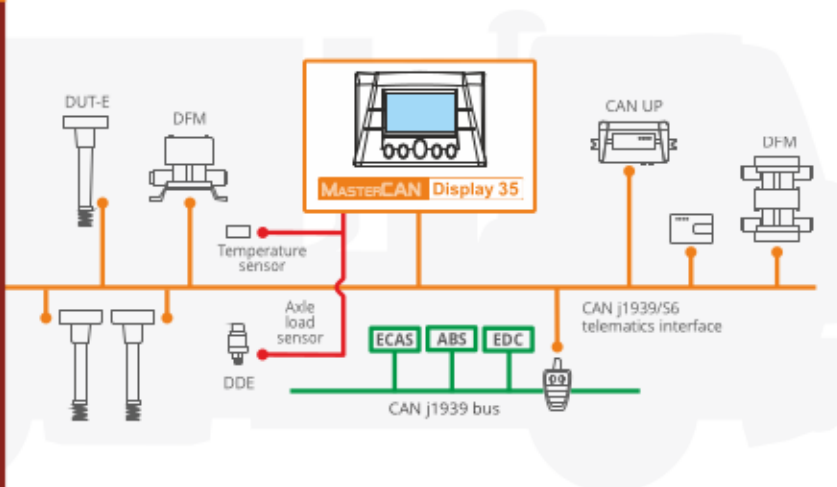 DUT-E
DFM
CAN UP
DFM
MASTERCAN Display 35
Temperature
sensor
Axle
load
sensor
DDE
ECAS
ABS
EDC
CAN j1939/S6
telematics interface
CAN j1939 bus